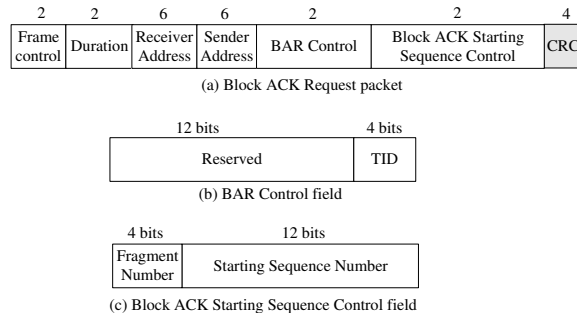 2 2 6 6 2 2 4
Frame control Duration Receiver Address Sender Address BAR Control Block ACK Starting Sequence Control CRC
(a) Block ACK Request packet
12 bits 4 bits
Reserved TID
(b) BAR Control field
4 bits 12 bits
Fragment Number Starting Sequence Number
(c) Block ACK Starting Sequence Control field